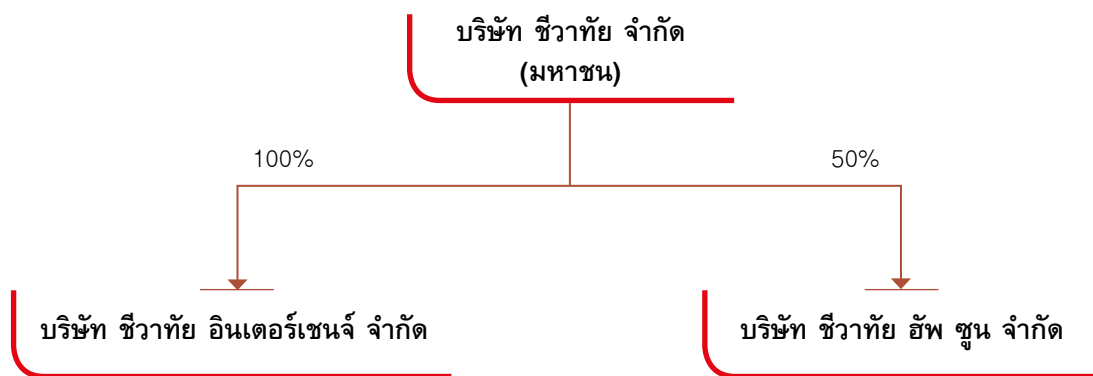 บริษัท ชีวาทัย จำกัด
(มหาชน)
100%
50%
บริษัท ชีวาทัย อินเตอร์เชนจ์ จำกัด
บริษัท ชีวาทัย ฮัพ ซูน จำกัด